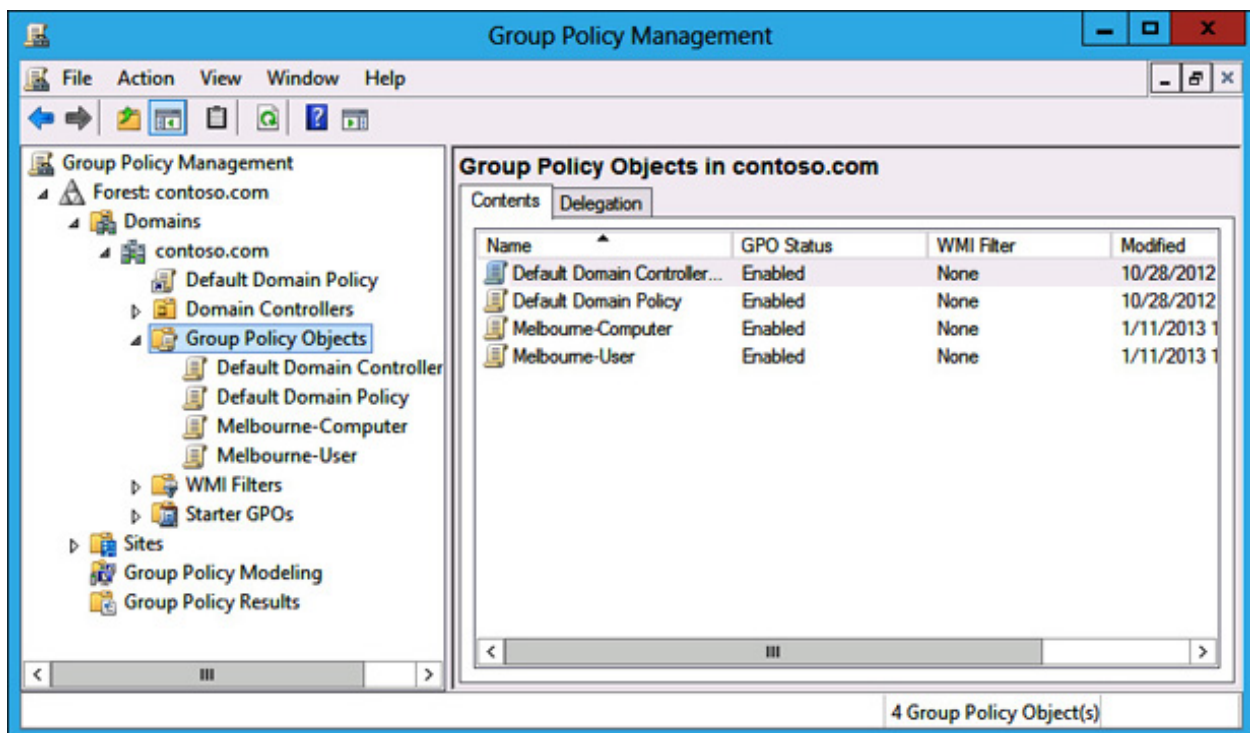 Group Policy Management
File Action View Window Help
Group Policy Management
Forest: contoso.com
Domains
contoso.com
Default Domain Policy
Domain Controllers
Group Policy Objects
Default Domain Controller
Default Domain Policy
Melbourne-Computer
Melbourne-User
WMI Filters
Starter GPOs
Sites
Group Policy Modeling
Group Policy Results
Group Policy Objects in contoso.com
Contents Delegation
Name GPO Status WMI Filter Modified
Default Domain Controller... Enabled None 10/28/2012
Default Domain Policy Enabled None 10/28/2012
Melbourne-Computer Enabled None 1/11/2013 1
Melbourne-User Enabled None 1/11/2013 1
4 Group Policy Object(s)